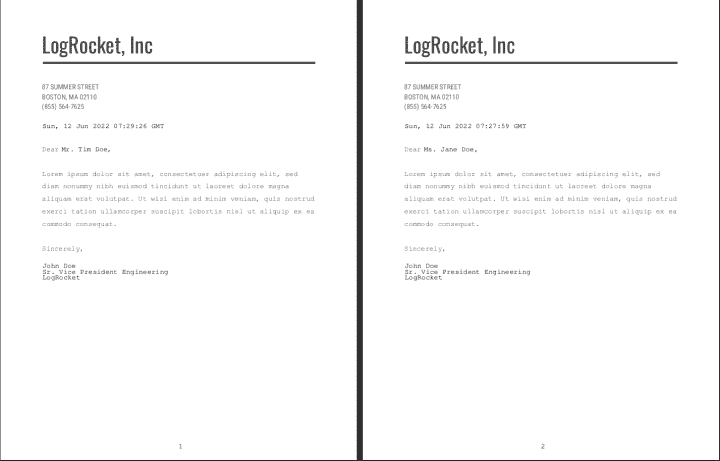 LogRocket, Inc
87 SUMMER STREET
BOSTON, MA 02110
(855) 564-7625
Sun, 12 Jun 2022 07:29:26 GMT
Dear Mr. Tim Doe,
Lorem ipsum dolor sit amet, consectetuer adipiscing elit, sed
diam nonummy nibh euismod tincidunt ut laoreet dolore magna
aliquam erat volutpat. Ut wisi enim ad minim veniam, quis nostrud
exerci tation ullamcorper suscipit lobortis nisl ut aliquip ex ea
commodo consequat.
Sincerely,
John Doe
Sr. Vice President Engineering
LogRocket
1
LogRocket, Inc
87 SUMMER STREET
BOSTON, MA 02110
(855) 564-7625
Sun, 12 Jun 2022 07:27:59 GMT
Dear Ms. Jane Doe,
Lorem ipsum dolor sit amet, consectetuer adipiscing elit, sed
diam nonummy nibh euismod tincidunt ut laoreet dolore magna
aliquam erat volutpat. Ut wisi enim ad minim veniam, quis nostrud
exerci tation ullamcorper suscipit lobortis nisl ut aliquip ex ea
commodo consequat.
Sincerely,
John Doe
Sr. Vice President Engineering
LogRocket
2